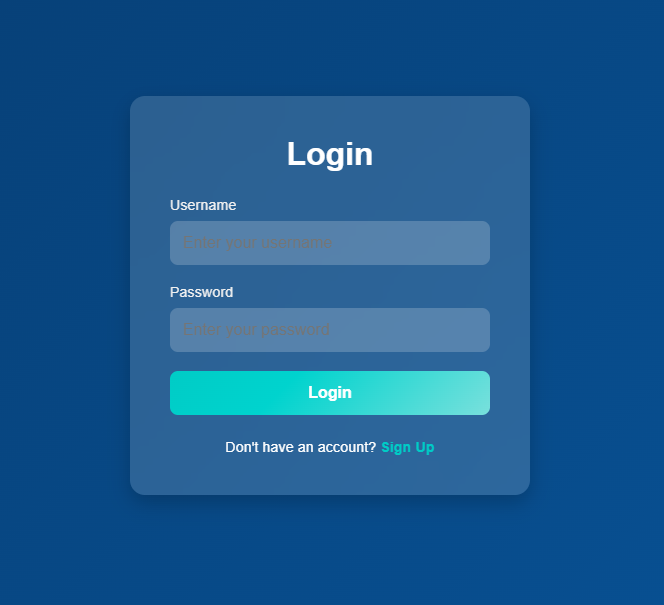 Login
Username
Enter your username
Password
Enter your password
Login
Don't have an account? Sign Up